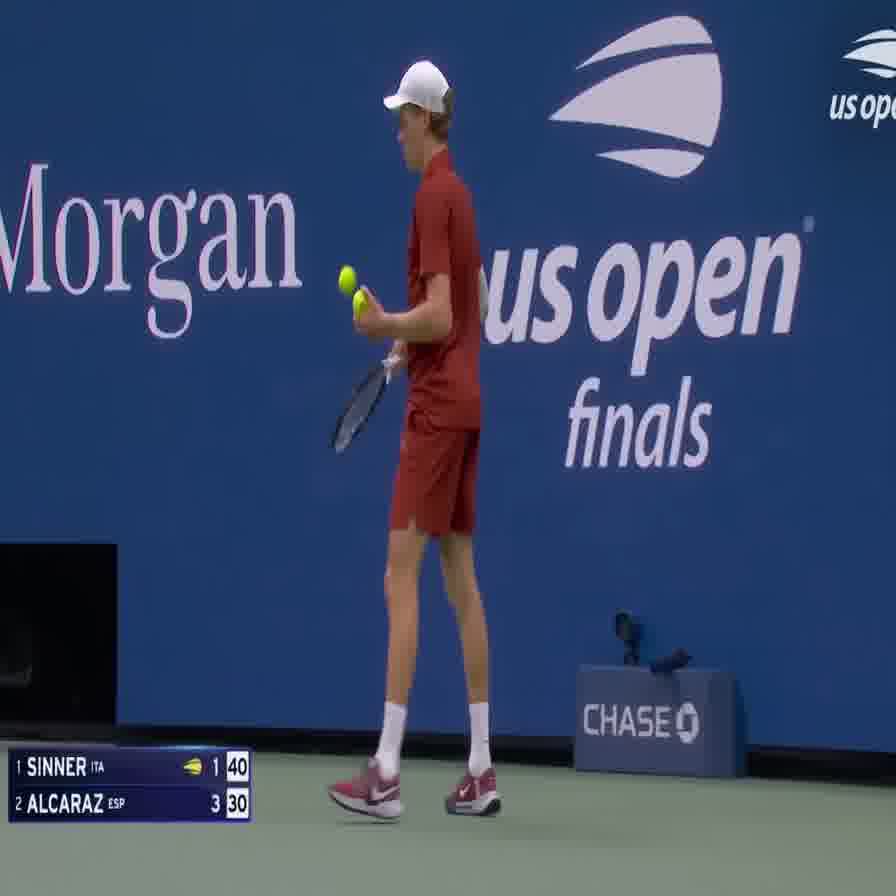 Morgan
us open®
finals
us ope
CHASE
1 SINNER ITA 1 40
2 ALCARAZ ESP 3 30